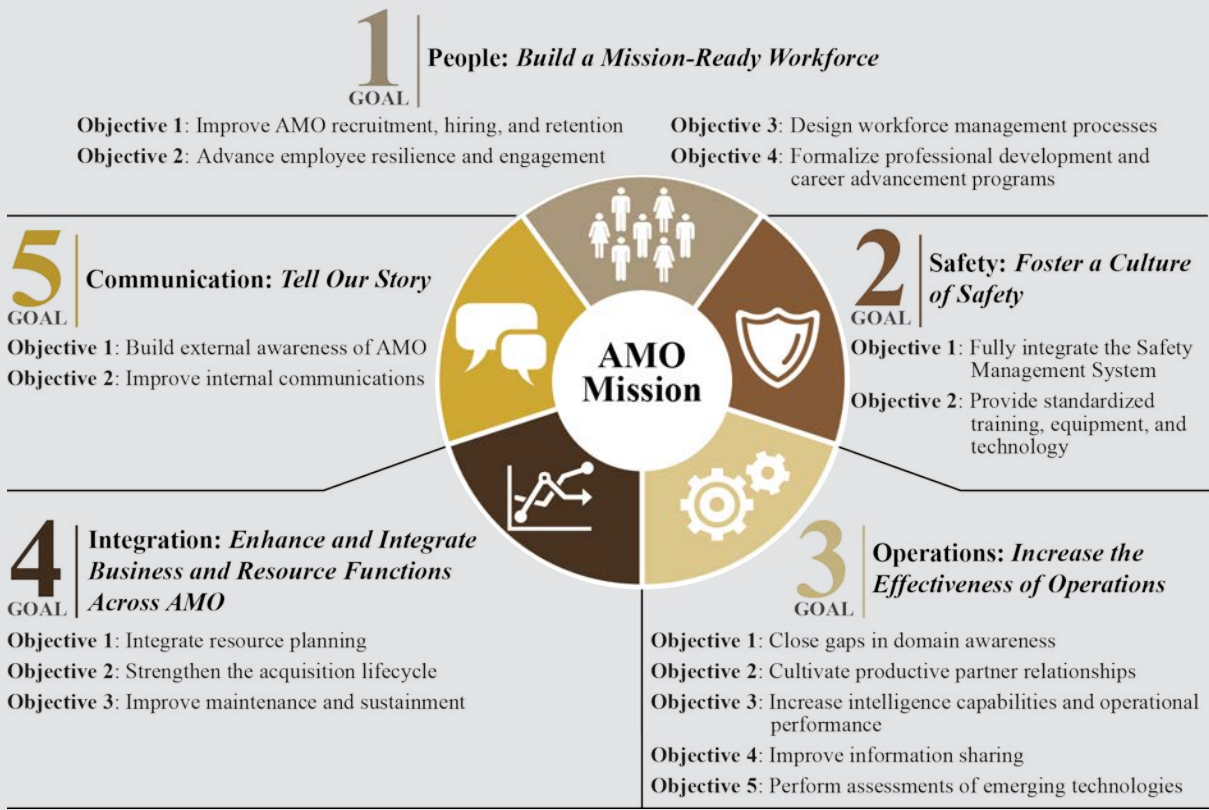 1
GOAL
People: Build a Mission-Ready Workforce
Objective 1: Improve AMO recruitment, hiring, and retention
Objective 2: Advance employee resilience and engagement
Objective 3: Design workforce management processes
Objective 4: Formalize professional development and
career advancement programs
2
GOAL
Safety: Foster a Culture
of Safety
Objective 1: Fully integrate the Safety
Management System
Objective 2: Provide standardized
training, equipment, and
technology
3
GOAL
Operations: Increase the
Effectiveness of Operations
Objective 1: Close gaps in domain awareness
Objective 2: Cultivate productive partner relationships
Objective 3: Increase intelligence capabilities and operational
performance
Objective 4: Improve information sharing
Objective 5: Perform assessments of emerging technologies
4
GOAL
Integration: Enhance and Integrate
Business and Resource Functions
Across AMO
Objective 1: Integrate resource planning
Objective 2: Strengthen the acquisition lifecycle
Objective 3: Improve maintenance and sustainment
5
GOAL
Communication: Tell Our Story
Objective 1: Build external awareness of AMO
Objective 2: Improve internal communications
AMO
Mission